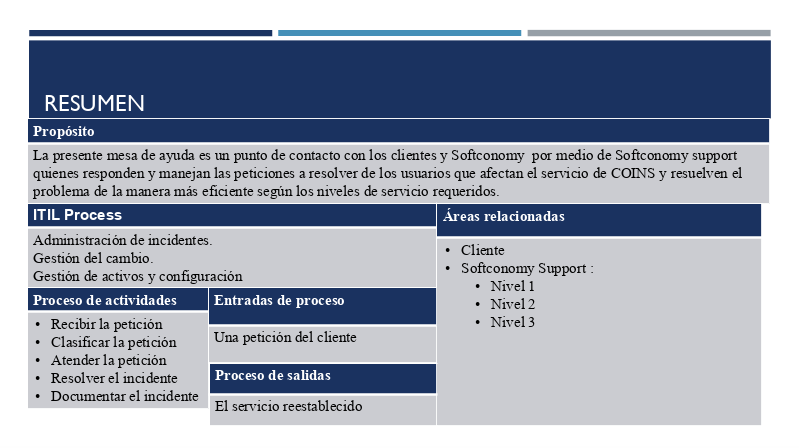 RESUMEN
Propósito
La presente mesa de ayuda es un punto de contacto con los clientes y Softconomy  por medio de Softconomy support
quienes responden y manejan las peticiones a resolver de los usuarios que afectan el servicio de COINS y resuelven el
problema de la manera más eficiente según los niveles de servicio requeridos.
ITIL Process
Administración de incidentes.
Gestión del cambio.
Gestión de activos y configuración
Áreas relacionadas
• Cliente
• Softconomy Support :
• Nivel 1
• Nivel 2
• Nivel 3
Proceso de actividades
• Recibir la petición
• Clasificar la petición
• Atender la petición
• Resolver el incidente
• Documentar el incidente
Entradas de proceso
Una petición del cliente
Proceso de salidas
El servicio reestablecido